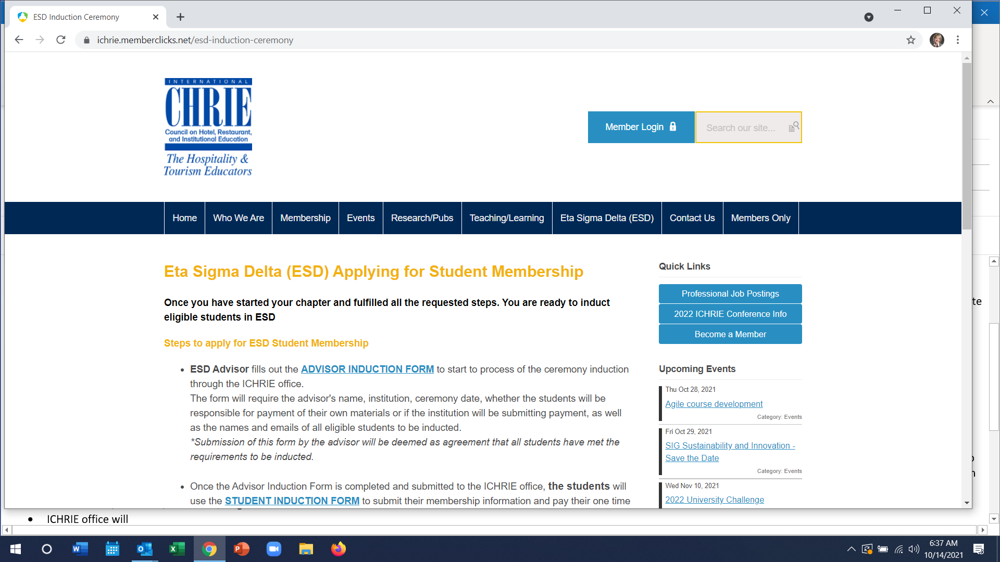 ESD Induction Ceremony
ichrie.memberclicks.net/esd-induction-ceremony
INTERNATIONAL
CHRIE
Council on Hotel, Restaurant,
and Institutional Education
The Hospitality &
Tourism Educators
Member Login
Search our site...
Home
Who We Are
Membership
Events
Research/Pubs
Teaching/Learning
Eta Sigma Delta (ESD)
Contact Us
Members Only
Eta Sigma Delta (ESD) Applying for Student Membership
Once you have started your chapter and fulfilled all the requested steps. You are ready to induct
eligible students in ESD
Steps to apply for ESD Student Membership
• ESD Advisor fills out the ADVISOR INDUCTION FORM to start to process of the ceremony induction
through the ICHRIE office.
The form will require the advisor's name, institution, ceremony date, whether the students will be
responsible for payment of their own materials or if the institution will be submitting payment, as well
as the names and emails of all eligible students to be inducted.
*Submission of this form by the advisor will be deemed as agreement that all students have met the
requirements to be inducted.
• Once the Advisor Induction Form is completed and submitted to the ICHRIE office, the students will
use the STUDENT INDUCTION FORM to submit their membership information and pay their one time
Quick Links
Professional Job Postings
2022 ICHRIE Conference Info
Become a Member
Upcoming Events
Thu Oct 28, 2021
Agile course development
Category: Events
Fri Oct 29, 2021
SIG Sustainability and Innovation -
Save the Date
Category: Events
Wed Nov 10, 2021
2022 University Challenge
te
• ICHRIE office will
6:37 AM
10/14/2021